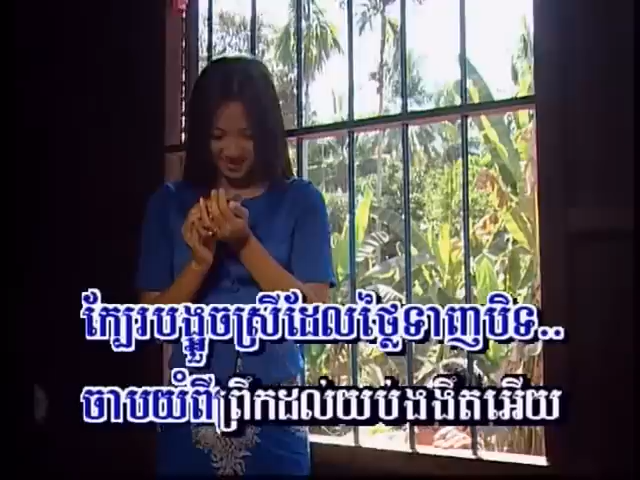 ក្បែរបង្អួចស្រីដែលថ្លៃទាញបិទ..
ចាបយំពីព្រឹកដល់យប់ងងឹតអើយ